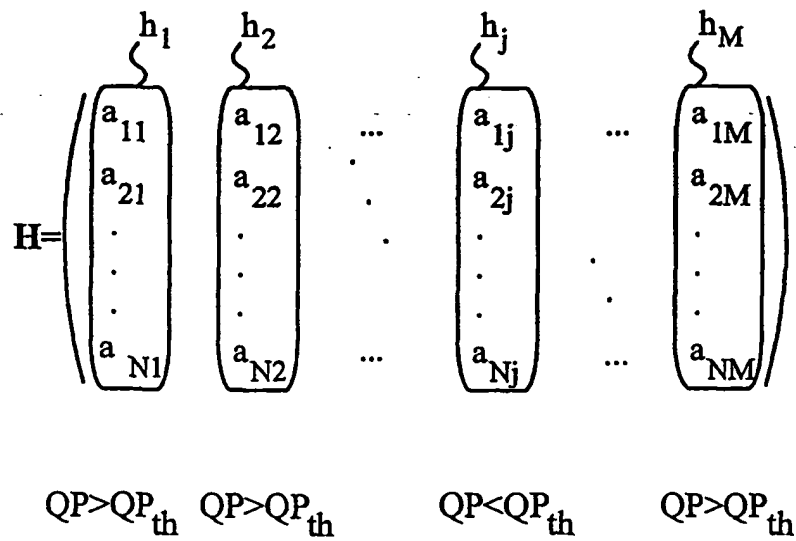 h1 h2 hj hM
a11 a12 ... a1j ... a1M
a21 a22 a2j a2M
H=
aN1 aN2 ... aNj ... aNM
QP>QPth QP>QPth QP<QPth QP>QPth